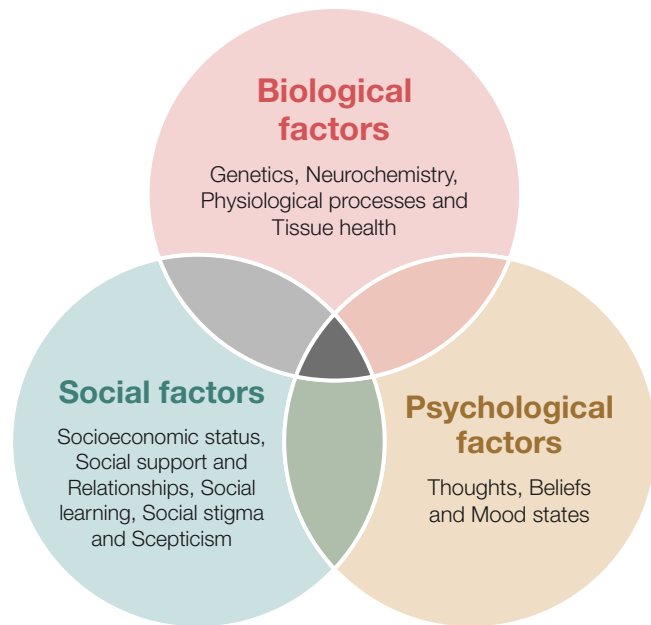 Biological
factors
Genetics, Neurochemistry,
Physiological processes and
Tissue health
Social factors
Socioeconomic status,
Social support and
Relationships, Social
learning, Social stigma
and Scepticism
Psychological
factors
Thoughts, Beliefs
and Mood states